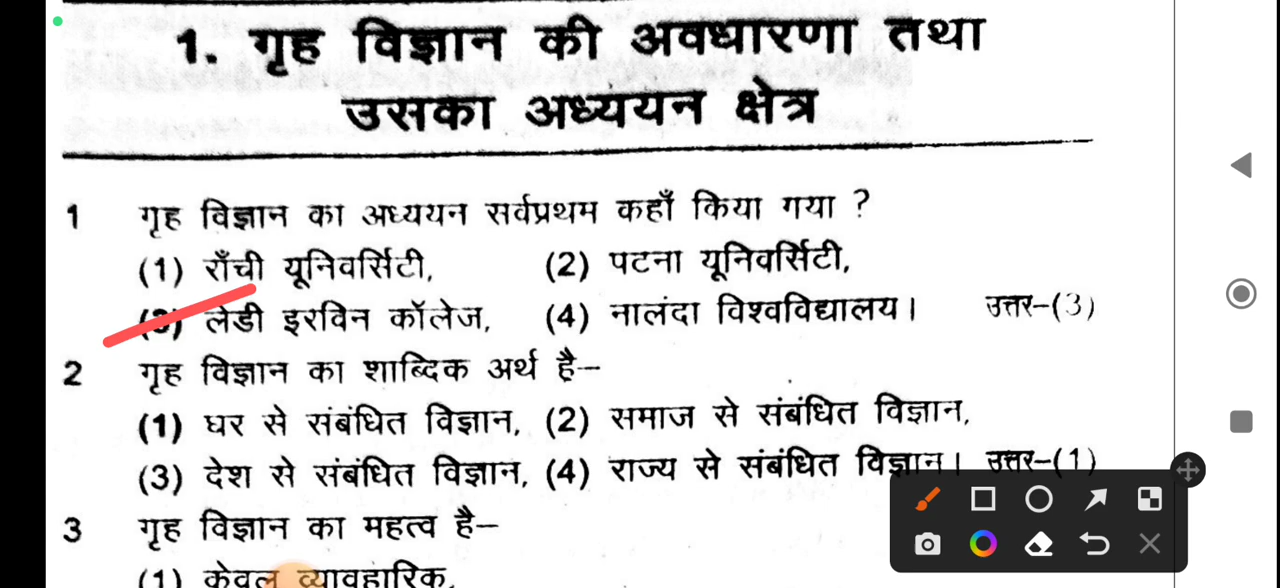 1. गृह विज्ञान की अवधारणा तथा
उसका अध्ययन क्षेत्र
1 गृह विज्ञान का अध्ययन सर्वप्रथम कहाँ किया गया ?
(1) राँची यूनिवर्सिटी, (2) पटना यूनिवर्सिटी,
(3) लेडी इरविन कॉलेज, (4) नालंदा विश्वविद्यालय। उत्तर–(3)
2 गृह विज्ञान का शाब्दिक अर्थ है–
(1) घर से संबंधित विज्ञान, (2) समाज से संबंधित विज्ञान,
(3) देश से संबंधित विज्ञान, (4) राज्य से संबंधित विज्ञान। उत्तर–(1)
3 गृह विज्ञान का महत्व है–
(1) केवल व्यावहारिक,